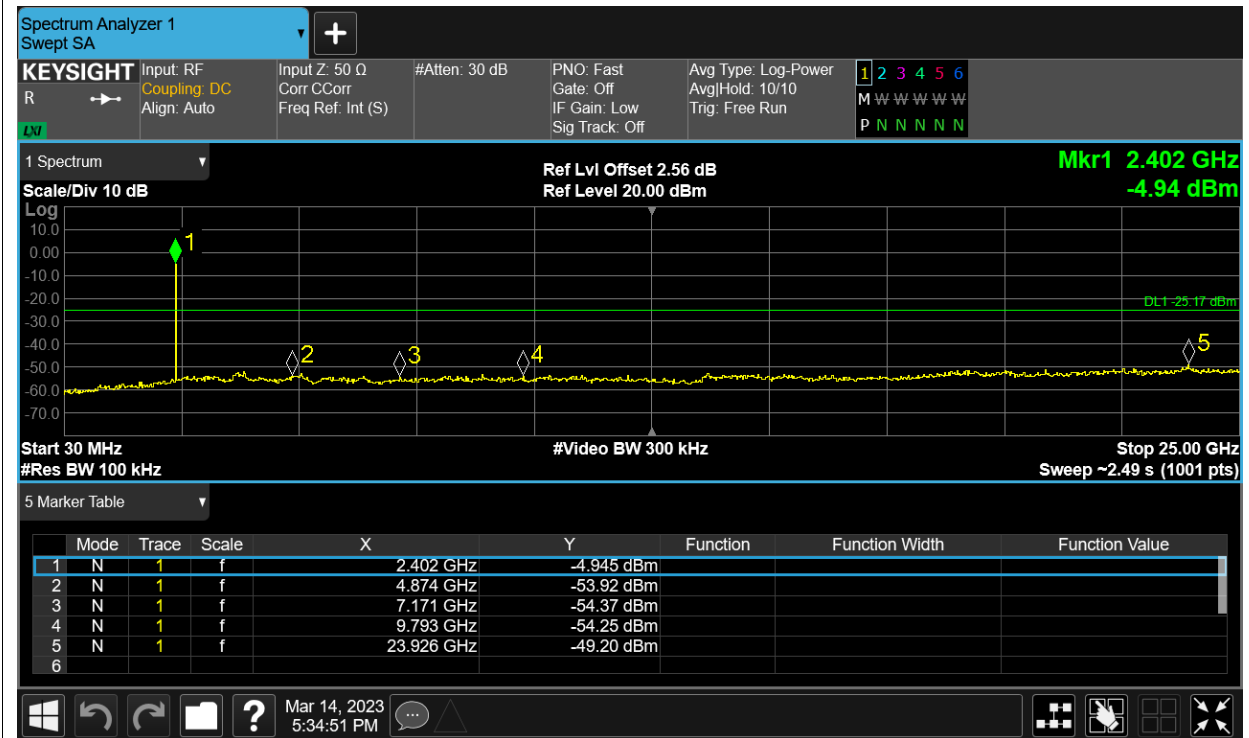 Spectrum Analyzer 1
Swept SA
KEYSIGHT
R
LXI
Input: RF
Coupling: DC
Align: Auto
Input Z: 50 Ω
Corr CCorr
Freq Ref: Int (S)
#Atten: 30 dB
PNO: Fast
Gate: Off
IF Gain: Low
Sig Track: Off
Avg Type: Log-Power
Avg|Hold: 10/10
Trig: Free Run
1 2 3 4 5 6
M W W W W W
P N N N N N
1 Spectrum
Scale/Div 10 dB
Ref Lvl Offset 2.56 dB
Ref Level 20.00 dBm
Mkr1 2.402 GHz
-4.94 dBm
Log
10.0
0.00
-10.0
-20.0
-30.0
-40.0
-50.0
-60.0
-70.0
1
2
3
4
5
DL1 -25.17 dBm
Start 30 MHz
#Res BW 100 kHz
#Video BW 300 kHz
Stop 25.00 GHz
Sweep ~2.49 s (1001 pts)
5 Marker Table
Mode Trace Scale X Y Function Function Width Function Value
1 N 1 f 2.402 GHz -4.945 dBm
2 N 1 f 4.874 GHz -53.92 dBm
3 N 1 f 7.171 GHz -54.37 dBm
4 N 1 f 9.793 GHz -54.25 dBm
5 N 1 f 23.926 GHz -49.20 dBm
6
?
Mar 14, 2023
5:34:51 PM